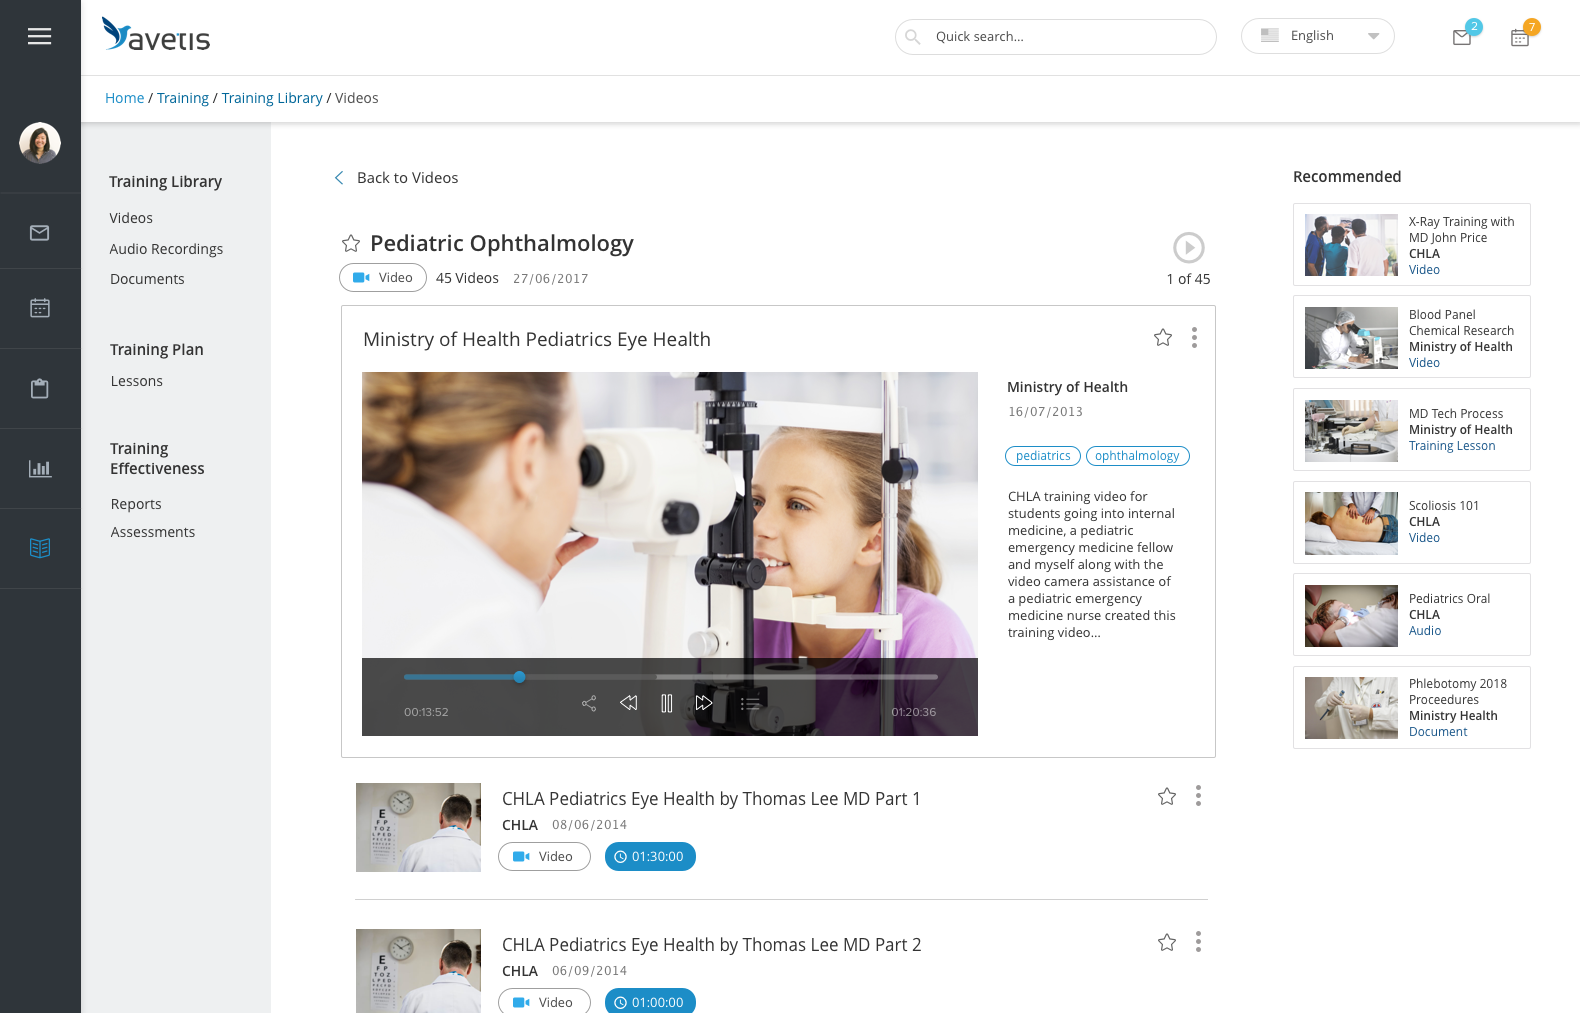 avetis
Quick search...
English
2
7
Home / Training / Training Library / Videos
Training Library
Videos
Audio Recordings
Documents
Training Plan
Lessons
Training
Effectiveness
Reports
Assessments
Back to Videos
Pediatric Ophthalmology
Video
45 Videos
27/06/2017
1 of 45
Ministry of Health Pediatrics Eye Health
Ministry of Health
16/07/2013
pediatrics
ophthalmology
CHLA training video for
students going into internal
medicine, a pediatric
emergency medicine fellow
and myself along with the
video camera assistance of
a pediatric emergency
medicine nurse created this
training video...
00:13:52
01:20:36
CHLA Pediatrics Eye Health by Thomas Lee MD Part 1
CHLA
08/06/2014
Video
01:30:00
CHLA Pediatrics Eye Health by Thomas Lee MD Part 2
CHLA
06/09/2014
Video
01:00:00
Recommended
X-Ray Training with
MD John Price
CHLA
Video
Blood Panel
Chemical Research
Ministry of Health
Video
MD Tech Process
Ministry of Health
Training Lesson
Scoliosis 101
CHLA
Video
Pediatrics Oral
CHLA
Audio
Phlebotomy 2018
Proceedures
Ministry Health
Document